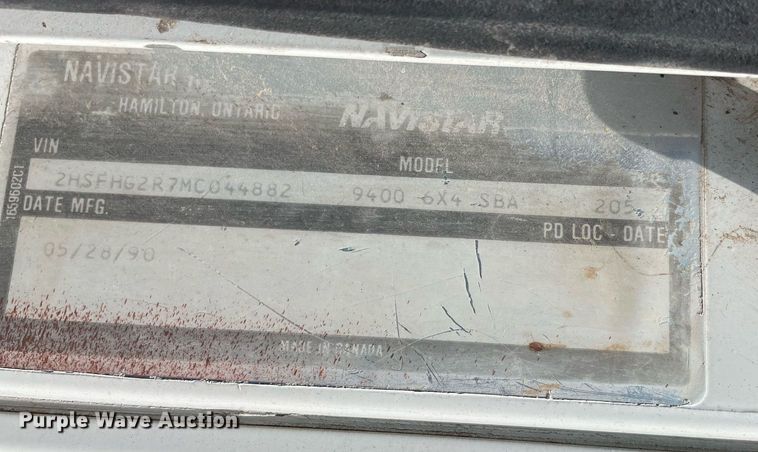 NAVISTAR
HAMILTON, ONTARIO
NAVISTAR
VIN
MODEL
2HSFHG2R7MC044882 9400 6X4 SBA 205
DATE MFG.
PD LOC - DATE
05/28/90
MADE IN CANADA
1659602C1
Purple Wave Auction